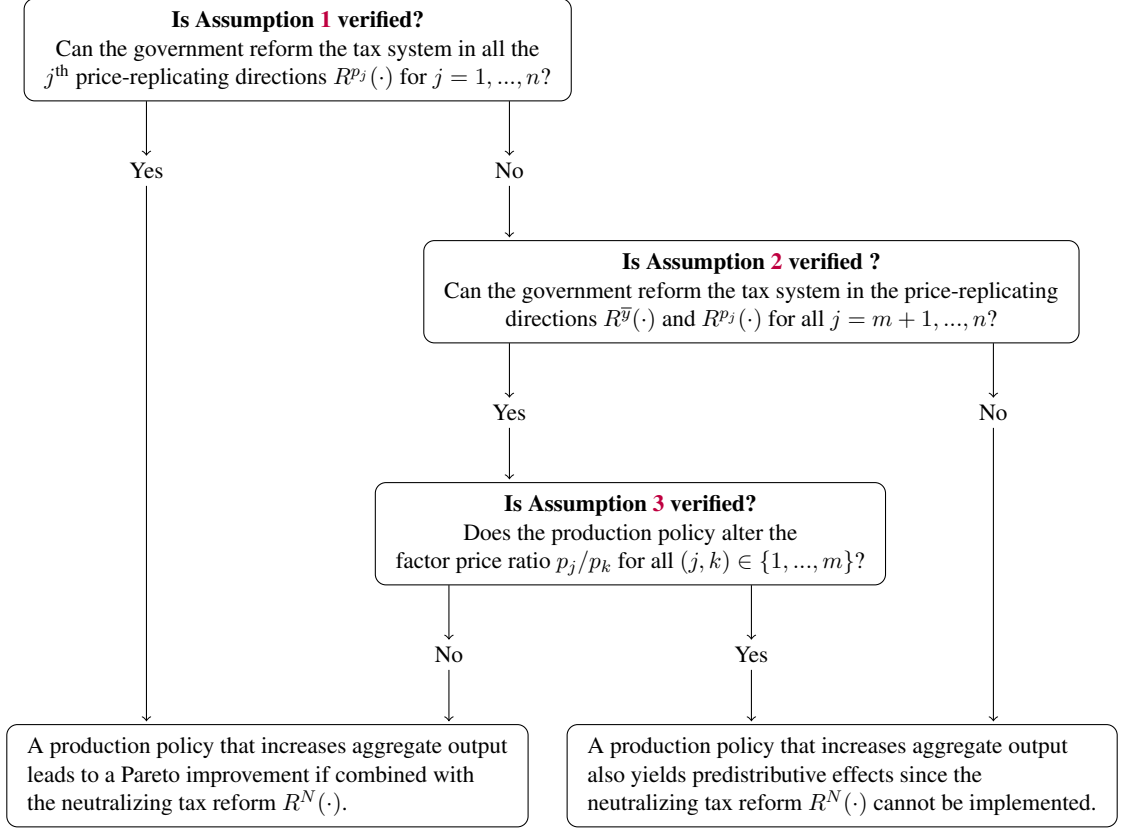 Is Assumption 1 verified?
Can the government reform the tax system in all the
jᵗʰ price-replicating directions R^{p_j}(·) for j = 1, ..., n?
Yes
No
Is Assumption 2 verified ?
Can the government reform the tax system in the price-replicating
directions R^{\overline{y}}(·) and R^{p_j}(·) for all j = m + 1, ..., n?
Yes
No
Is Assumption 3 verified?
Does the production policy alter the
factor price ratio p_j/p_k for all (j, k) ∈ {1, ..., m}?
No
Yes
A production policy that increases aggregate output
leads to a Pareto improvement if combined with
the neutralizing tax reform R^N(·).
A production policy that increases aggregate output
also yields predistributive effects since the
neutralizing tax reform R^N(·) cannot be implemented.